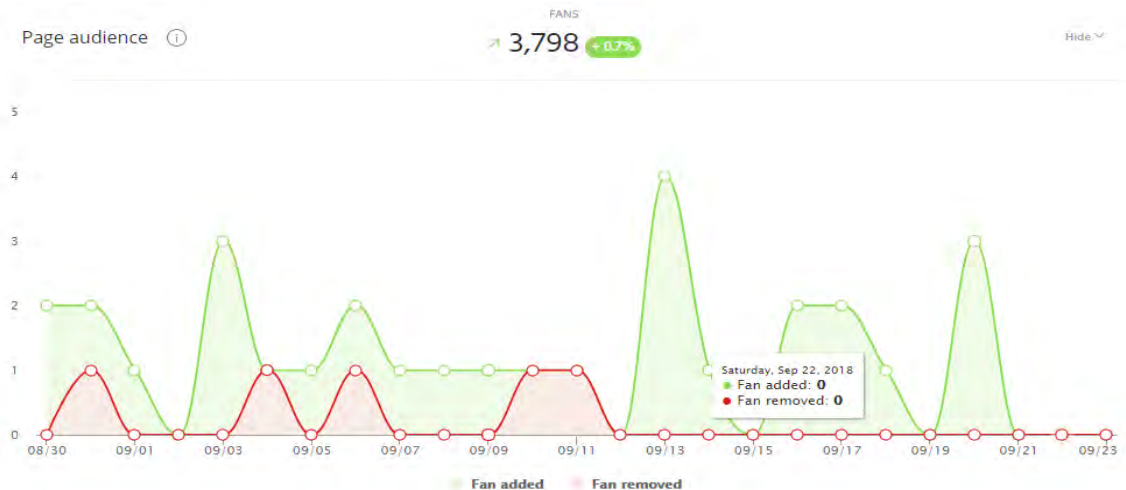 FANS
Page audience
3,798 + 0.7%
Hide
5
4
3
2
1
0
Saturday, Sep 22, 2018
Fan added: 0
Fan removed: 0
08/30 09/01 09/03 09/05 09/07 09/09 09/11 09/13 09/15 09/17 09/19 09/21 09/23
Fan added Fan removed